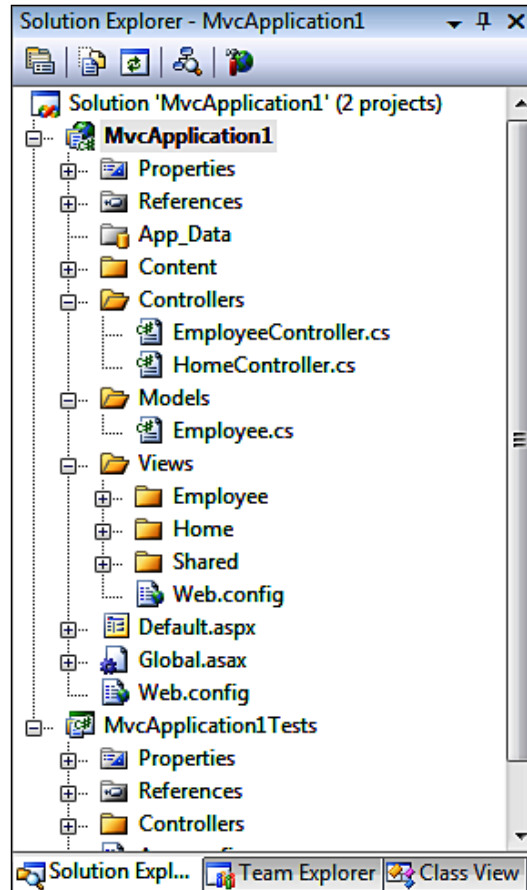 Solution Explorer - MvcApplication1
Solution 'MvcApplication1' (2 projects)
MvcApplication1
Properties
References
App_Data
Content
Controllers
EmployeeController.cs
HomeController.cs
Models
Employee.cs
Views
Employee
Home
Shared
Web.config
Default.aspx
Global.asax
Web.config
MvcApplication1Tests
Properties
References
Controllers
Solution Expl... Team Explorer Class View